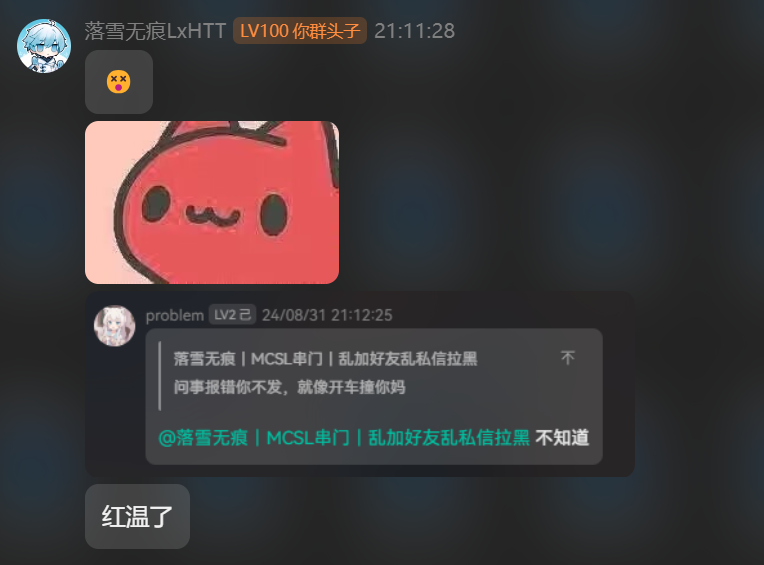 落雪无痕LxHTT LV100 你群头子 21:11:28
problem LV2 己 24/08/31 21:12:25
落雪无痕丨MCSL串门丨乱加好友乱私信拉黑
问事报错你不发，就像开车撞你妈
@落雪无痕丨MCSL串门丨乱加好友乱私信拉黑 不知道
红温了